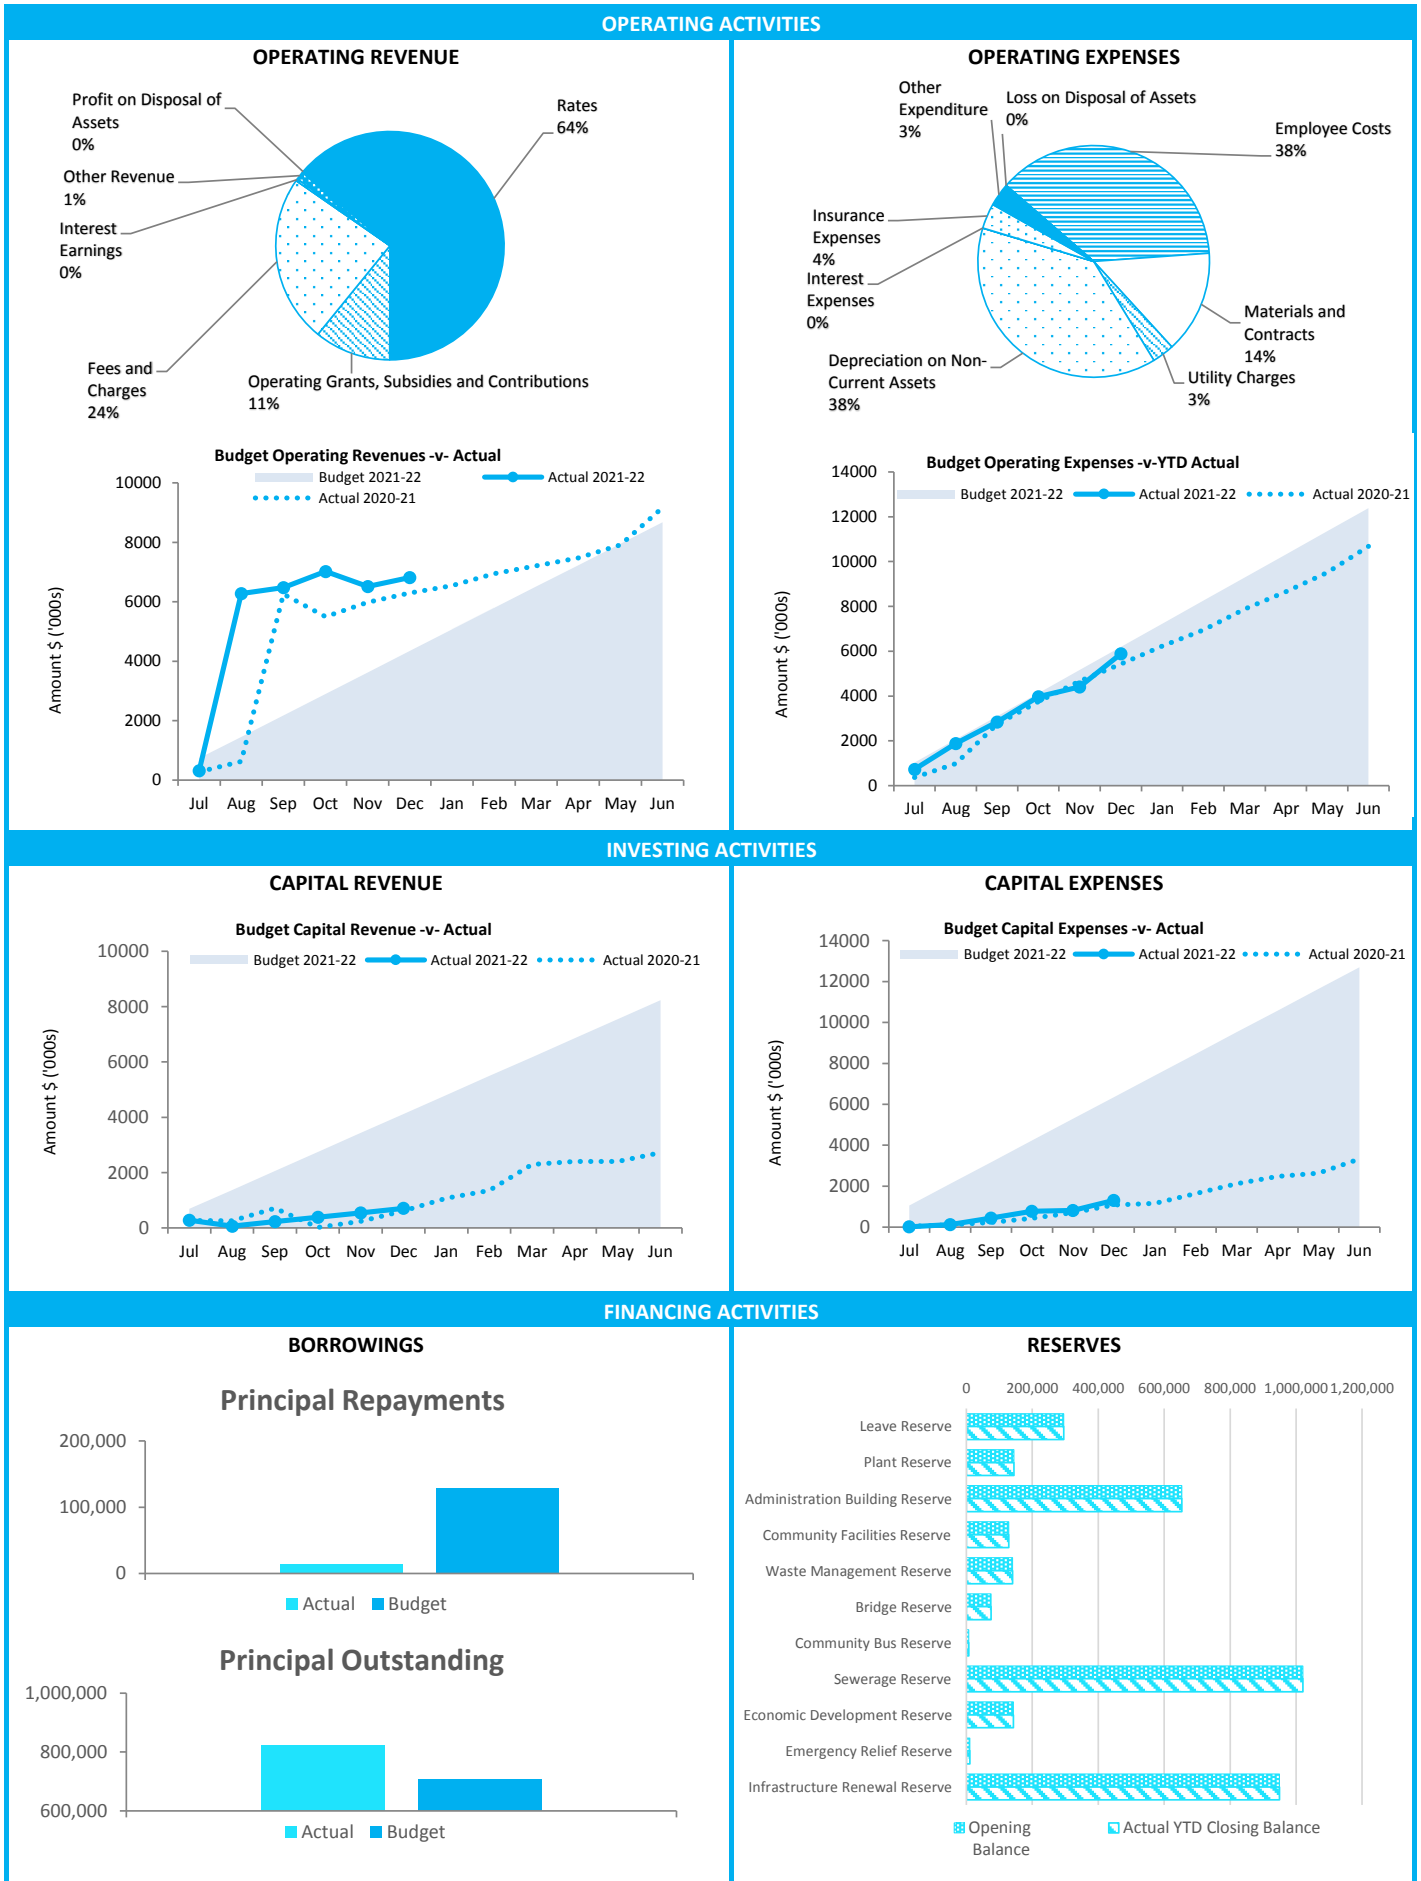 OPERATING ACTIVITIES
OPERATING REVENUE
Profit on Disposal of
Assets
0%
Rates
64%
Other Revenue
1%
Interest
Earnings
0%
Fees and
Charges
24%
Operating Grants, Subsidies and Contributions
11%
OPERATING EXPENSES
Other
Expenditure
3%
Loss on Disposal of Assets
0%
Employee Costs
38%
Insurance
Expenses
4%
Interest
Expenses
0%
Materials and
Contracts
14%
Depreciation on Non-
Current Assets
38%
Utility Charges
3%
Budget Operating Revenues -v- Actual
Budget 2021-22
Actual 2021-22
Actual 2020-21
10000
8000
6000
4000
2000
0
Amount $ ('000s)
Jul Aug Sep Oct Nov Dec Jan Feb Mar Apr May Jun
Budget Operating Expenses -v-YTD Actual
Budget 2021-22
Actual 2021-22
Actual 2020-21
14000
12000
10000
8000
6000
4000
2000
0
Amount $ ('000s)
Jul Aug Sep Oct Nov Dec Jan Feb Mar Apr May Jun
INVESTING ACTIVITIES
CAPITAL REVENUE
Budget Capital Revenue -v- Actual
Budget 2021-22
Actual 2021-22
Actual 2020-21
10000
8000
6000
4000
2000
0
Amount $ ('000s)
Jul Aug Sep Oct Nov Dec Jan Feb Mar Apr May Jun
CAPITAL EXPENSES
Budget Capital Expenses -v- Actual
Budget 2021-22
Actual 2021-22
Actual 2020-21
14000
12000
10000
8000
6000
4000
2000
0
Amount $ ('000s)
Jul Aug Sep Oct Nov Dec Jan Feb Mar Apr May Jun
FINANCING ACTIVITIES
BORROWINGS
Principal Repayments
200,000
100,000
0
Actual
Budget
Principal Outstanding
1,000,000
800,000
600,000
Actual
Budget
RESERVES
0 200,000 400,000 600,000 800,000 1,000,000 1,200,000
Leave Reserve
Plant Reserve
Administration Building Reserve
Community Facilities Reserve
Waste Management Reserve
Bridge Reserve
Community Bus Reserve
Sewerage Reserve
Economic Development Reserve
Emergency Relief Reserve
Infrastructure Renewal Reserve
Opening
Balance
Actual YTD Closing Balance